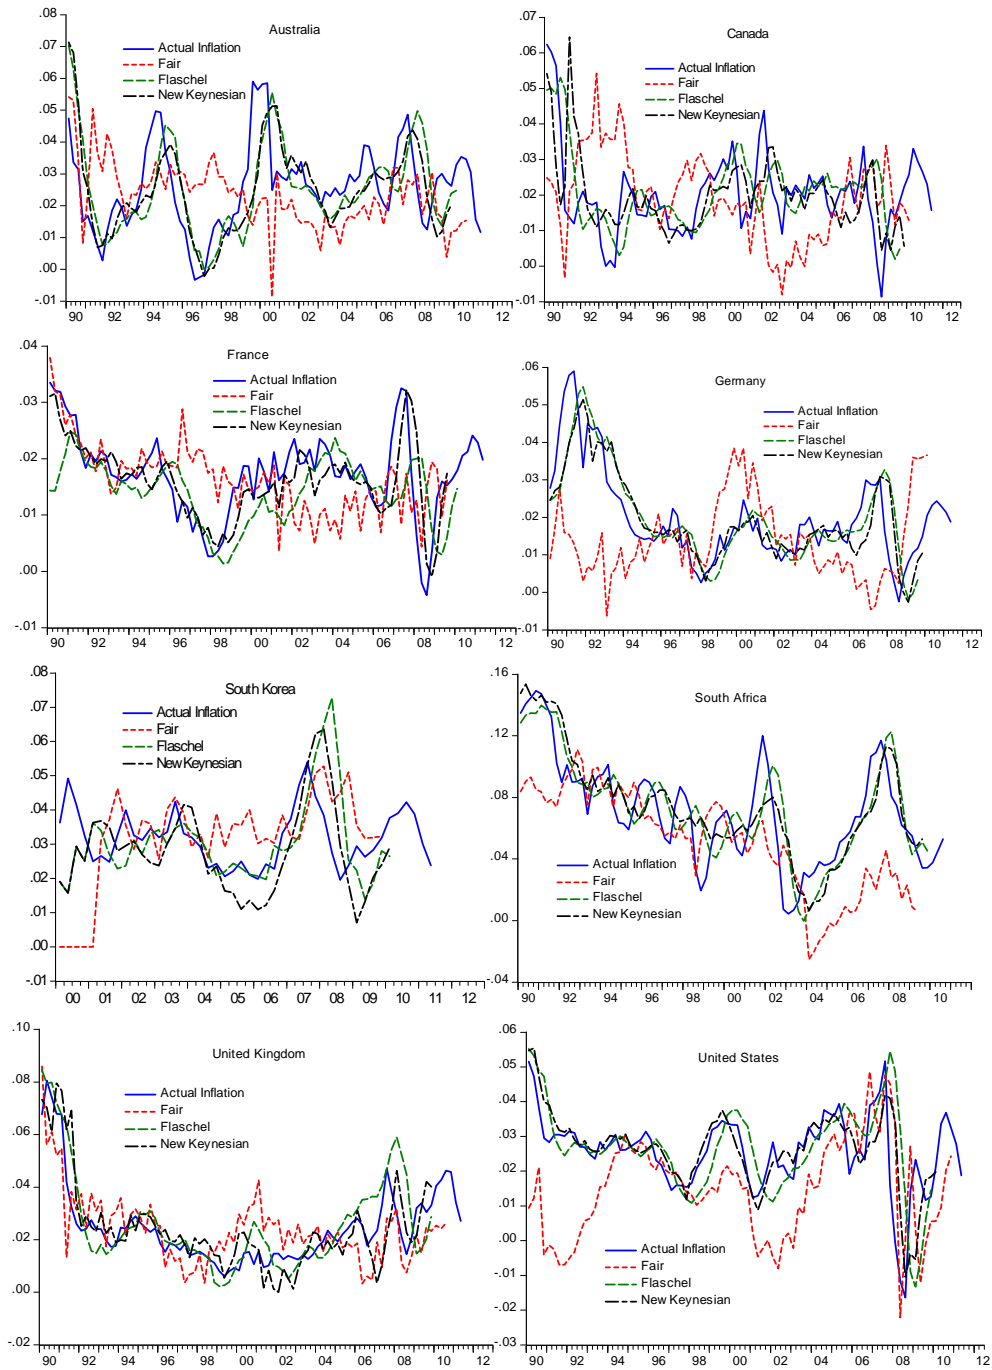 Australia
Actual Inflation
Fair
Flaschel
New Keynesian
.08
.07
.06
.05
.04
.03
.02
.01
.00
-.01
90 92 94 96 98 00 02 04 06 08 10 12
Canada
Actual Inflation
Fair
Flaschel
New Keynesian
.07
.06
.05
.04
.03
.02
.01
.00
-.01
90 92 94 96 98 00 02 04 06 08 10 12
France
Actual Inflation
Fair
Flaschel
New Keynesian
.04
.03
.02
.01
.00
-.01
90 92 94 96 98 00 02 04 06 08 10 12
Germany
Actual Inflation
Fair
Flaschel
New Keynesian
.06
.05
.04
.03
.02
.01
.00
-.01
90 92 94 96 98 00 02 04 06 08 10 12
South Korea
Actual Inflation
Fair
Flaschel
New Keynesian
.08
.07
.06
.05
.04
.03
.02
.01
.00
-.01
00 01 02 03 04 05 06 07 08 09 10 11 12
South Africa
Actual Inflation
Fair
Flaschel
New Keynesian
.16
.12
.08
.04
.00
-.04
90 92 94 96 98 00 02 04 06 08 10
United Kingdom
Actual Inflation
Fair
Flaschel
New Keynesian
.10
.08
.06
.04
.02
.00
-.02
90 92 94 96 98 00 02 04 06 08 10 12
United States
Actual Inflation
Fair
Flaschel
New Keynesian
.06
.05
.04
.03
.02
.01
.00
-.01
-.02
-.03
90 92 94 96 98 00 02 04 06 08 10 12